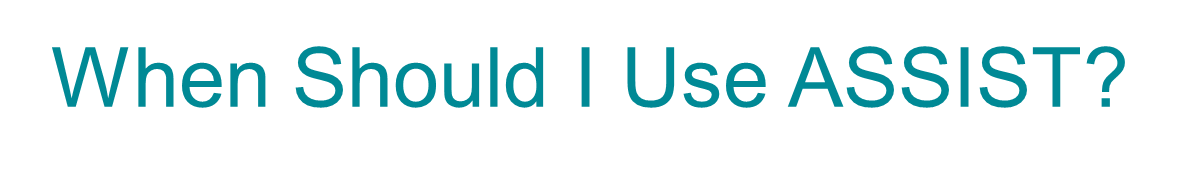 When Should I Use ASSIST?